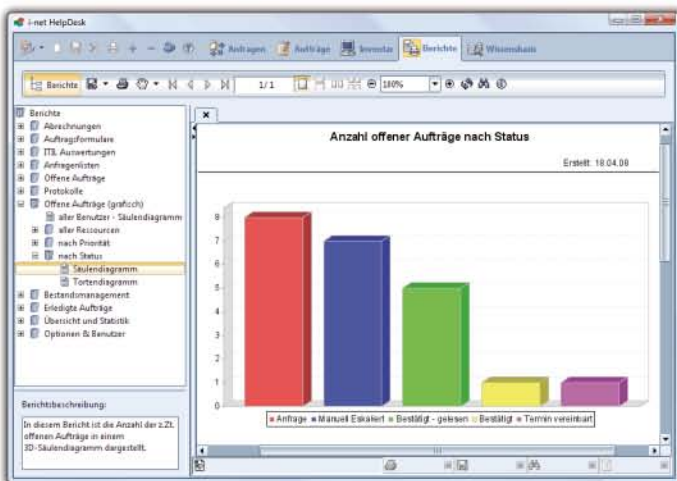 i-net HelpDesk
Anfragen Aufträge Inventar Berichte Wissensbasis
Berichte 1/1 180%
Berichte
Abrechnungen
Auftragsformulare
ITIL Auswertungen
Anfragenlisten
Offene Aufträge
Protokolle
Offene Aufträge (grafisch)
aller Benutzer - Säulendiagramm
aller Ressourcen
nach Priorität
nach Status
Säulendiagramm
Tortendiagramm
Bestandsmanagement
Erledigte Aufträge
Übersicht und Statistik
Optionen & Benutzer
Berichtsbeschreibung:
In diesem Bericht ist die Anzahl der z.Zt.
offenen Aufträge in einem
3D-Säulendiagramm dargestellt.
Anzahl offener Aufträge nach Status
Erstellt: 18.04.08
8
7
6
5
4
3
2
1
0
Anfrage Manuell Eskaliert Bestätigt - gelesen Bestätigt Termin vereinbart